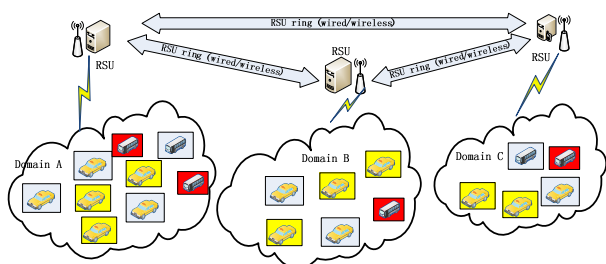 RSU ring (wired/wireless)
RSU
RSU ring (wired/wireless)
RSU
RSU ring (wired/wireless)
RSU
Domain A
Domain B
Domain C